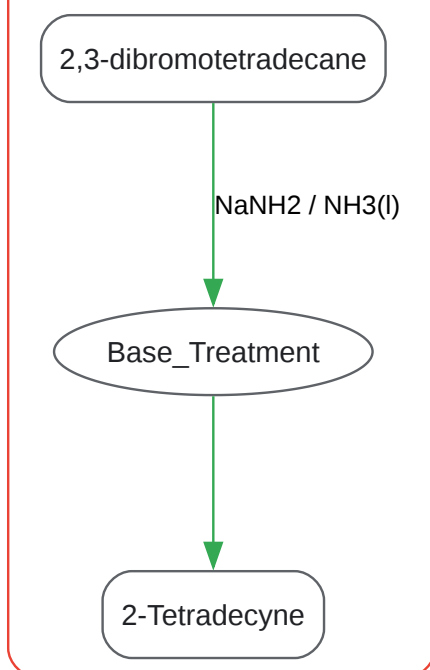 2,3-dibromotetradecane
NaNH2 / NH3(l)
Base_Treatment
2-Tetradecyne